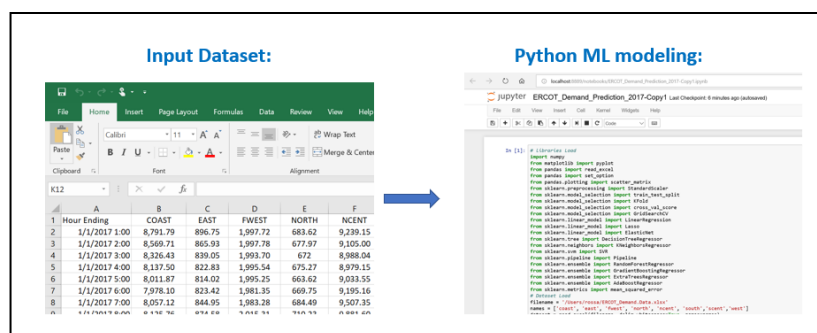 Input Dataset:
Python ML modeling:
File Home Insert Page Layout Formulas Data Review View Help
Paste
Calibri 11 A A
B I U A
Wrap Text
Merge & Center
Clipboard Font Alignment
K12 fx
A B C D E F
1 Hour Ending COAST EAST FWEST NORTH NCENT
2 1/1/2017 1:00 8,791.79 896.75 1,997.72 683.62 9,239.15
3 1/1/2017 2:00 8,569.71 865.93 1,997.78 677.97 9,105.00
4 1/1/2017 3:00 8,326.43 839.05 1,993.70 672 8,988.04
5 1/1/2017 4:00 8,137.50 822.83 1,995.54 675.27 8,979.15
6 1/1/2017 5:00 8,011.87 814.02 1,995.25 663.62 9,033.55
7 1/1/2017 6:00 7,978.10 823.42 1,981.35 669.75 9,195.16
8 1/1/2017 7:00 8,057.12 844.95 1,983.28 684.49 9,507.35
localhost:8888/notebooks/ERCOT_Demand_Prediction_2017-Copy1.ipynb
jupyter ERCOT_Demand_Prediction_2017-Copy1 Last Checkpoint: 8 minutes ago (autosaved)
File Edit View Insert Cell Kernel Widgets Help
C Code
In [1]: # Libraries Load
import numpy
from matplotlib import pyplot
from pandas import read_excel
from pandas import set_option
from pandas.plotting import scatter_matrix
from sklearn.preprocessing import StandardScaler
from sklearn.model_selection import train_test_split
from sklearn.model_selection import KFold
from sklearn.model_selection import cross_val_score
from sklearn.model_selection import GridSearchCV
from sklearn.linear_model import LinearRegression
from sklearn.linear_model import Lasso
from sklearn.linear_model import ElasticNet
from sklearn.tree import DecisionTreeRegressor
from sklearn.neighbors import KNeighborsRegressor
from sklearn.svm import SVR
from sklearn.pipeline import Pipeline
from sklearn.ensemble import RandomForestRegressor
from sklearn.ensemble import GradientBoostingRegressor
from sklearn.ensemble import ExtraTreesRegressor
from sklearn.ensemble import AdaBoostRegressor
from sklearn.metrics import mean_squared_error
# Dataset Load
filename = '/Users/rossa/ERCOT_Demand.Data.xlsx'
names = ['coast', 'east', 'fwest', 'north', 'ncent', 'south','scent','west']